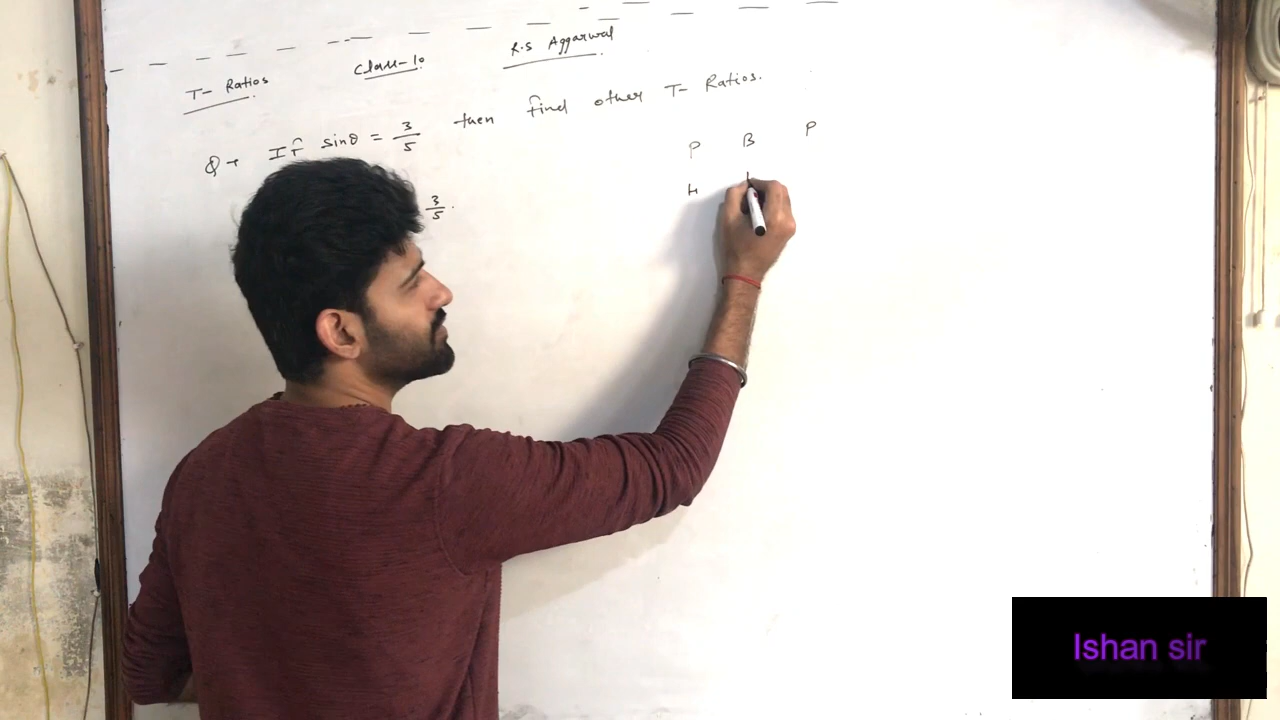 T- Ratios Class-10 R.S Aggarwal
Q→ If sinθ = 3/5 then find other T- Ratios.
3/5.
P B P
H
Ishan sir